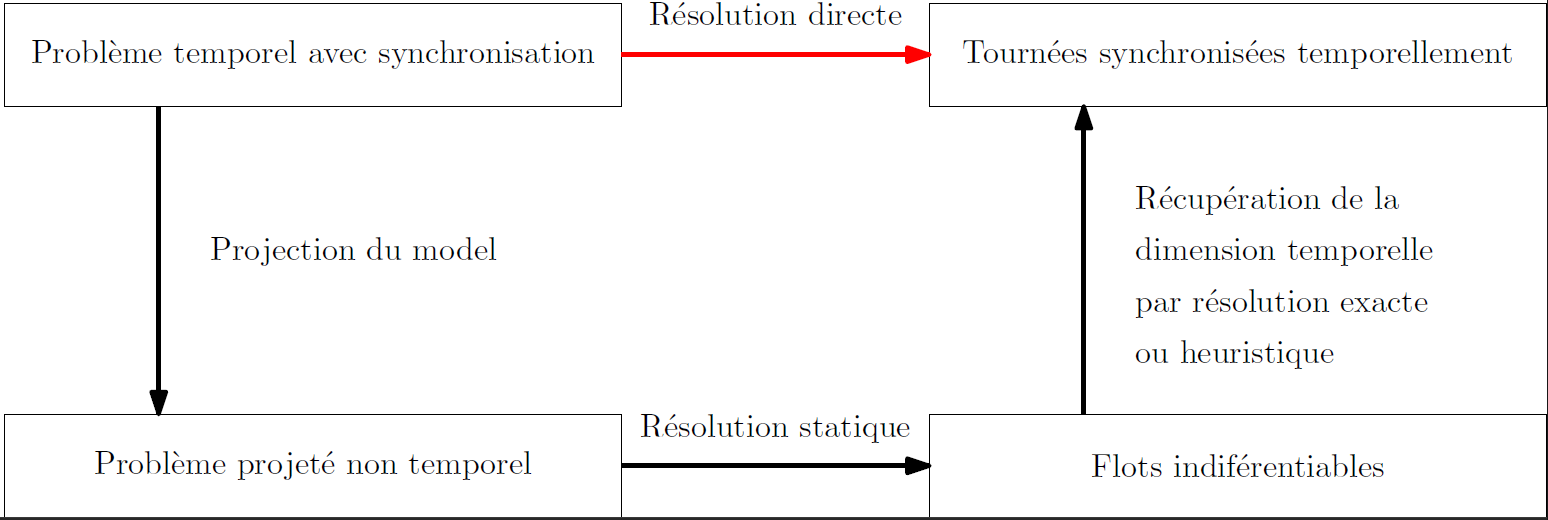 Résolution directe
Problème temporel avec synchronisation
Tournées synchronisées temporellement
Projection du model
Récupération de la
dimension temporelle
par résolution exacte
ou heuristique
Résolution statique
Problème projeté non temporel
Flots indiférentiables